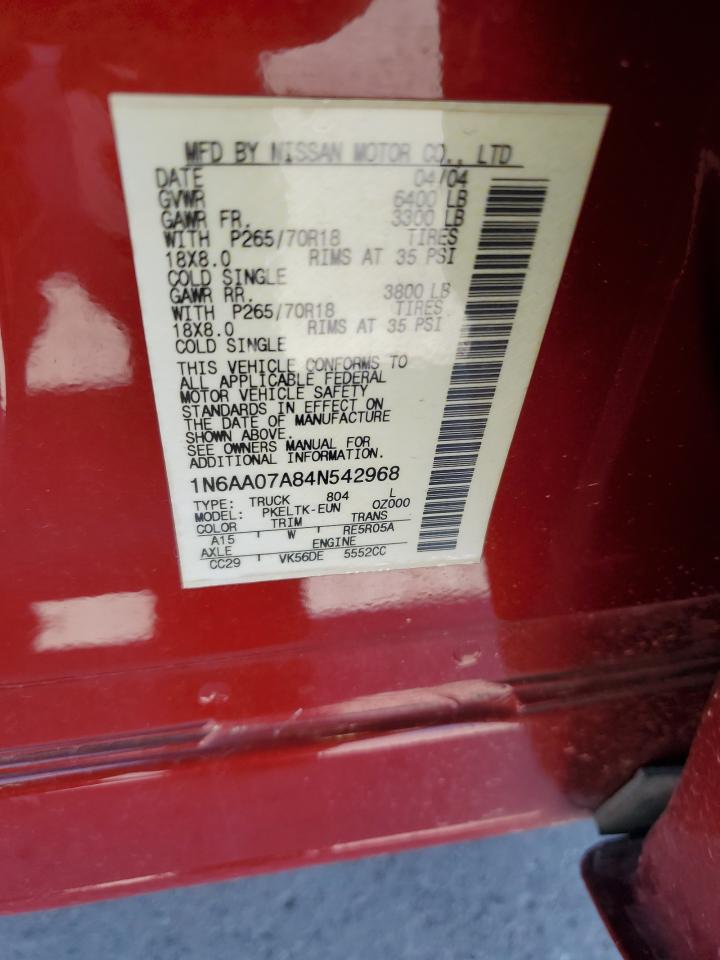 MFD BY NISSAN MOTOR CO., LTD
DATE 04/04
GVWR 6400 LB
GAWR FR. 3300 LB
WITH P265/70R18 TIRES
18X8.0 RIMS AT 35 PSI
COLD SINGLE
GAWR RR. 3800 LB
WITH P265/70R18 TIRES
18X8.0 RIMS AT 35 PSI
COLD SINGLE
THIS VEHICLE CONFORMS TO
ALL APPLICABLE FEDERAL
MOTOR VEHICLE SAFETY
STANDARDS IN EFFECT ON
THE DATE OF MANUFACTURE
SHOWN ABOVE.
SEE OWNERS MANUAL FOR
ADDITIONAL INFORMATION.
1N6AA07A84N542968
TYPE: TRUCK 804 L
MODEL: PKELTK-EUN OZ000
COLOR TRIM TRANS
A15 W RE5R05A
AXLE ENGINE
CC29 VK56DE 5552CC